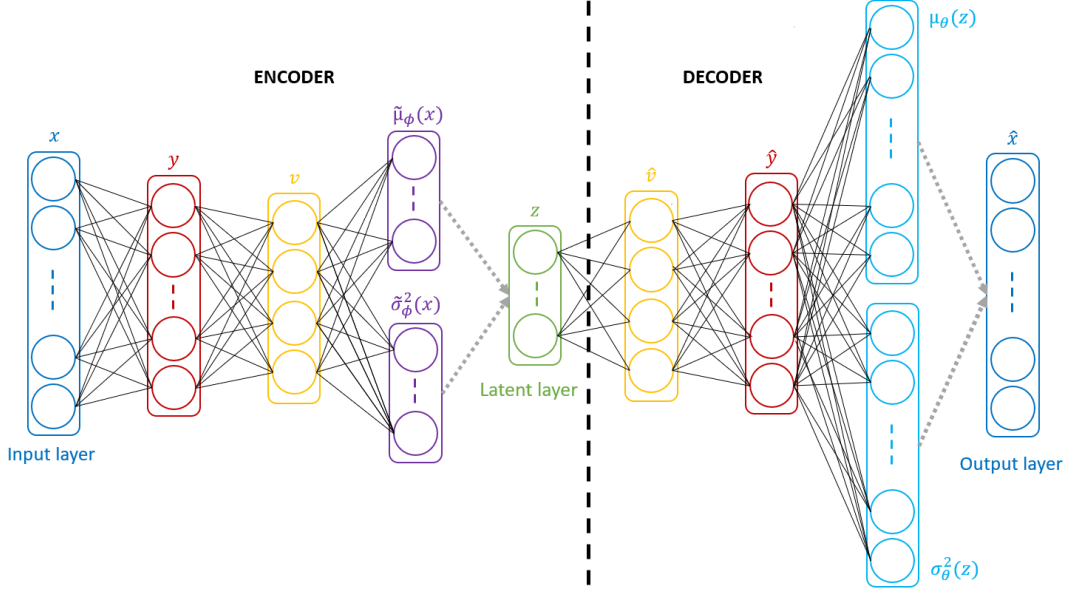 ENCODER
DECODER
x
y
v
μ̃_ϕ(x)
σ̃²_ϕ(x)
z
v̂
ŷ
μ_θ(z)
σ²_θ(z)
x̂
Input layer
Latent layer
Output layer